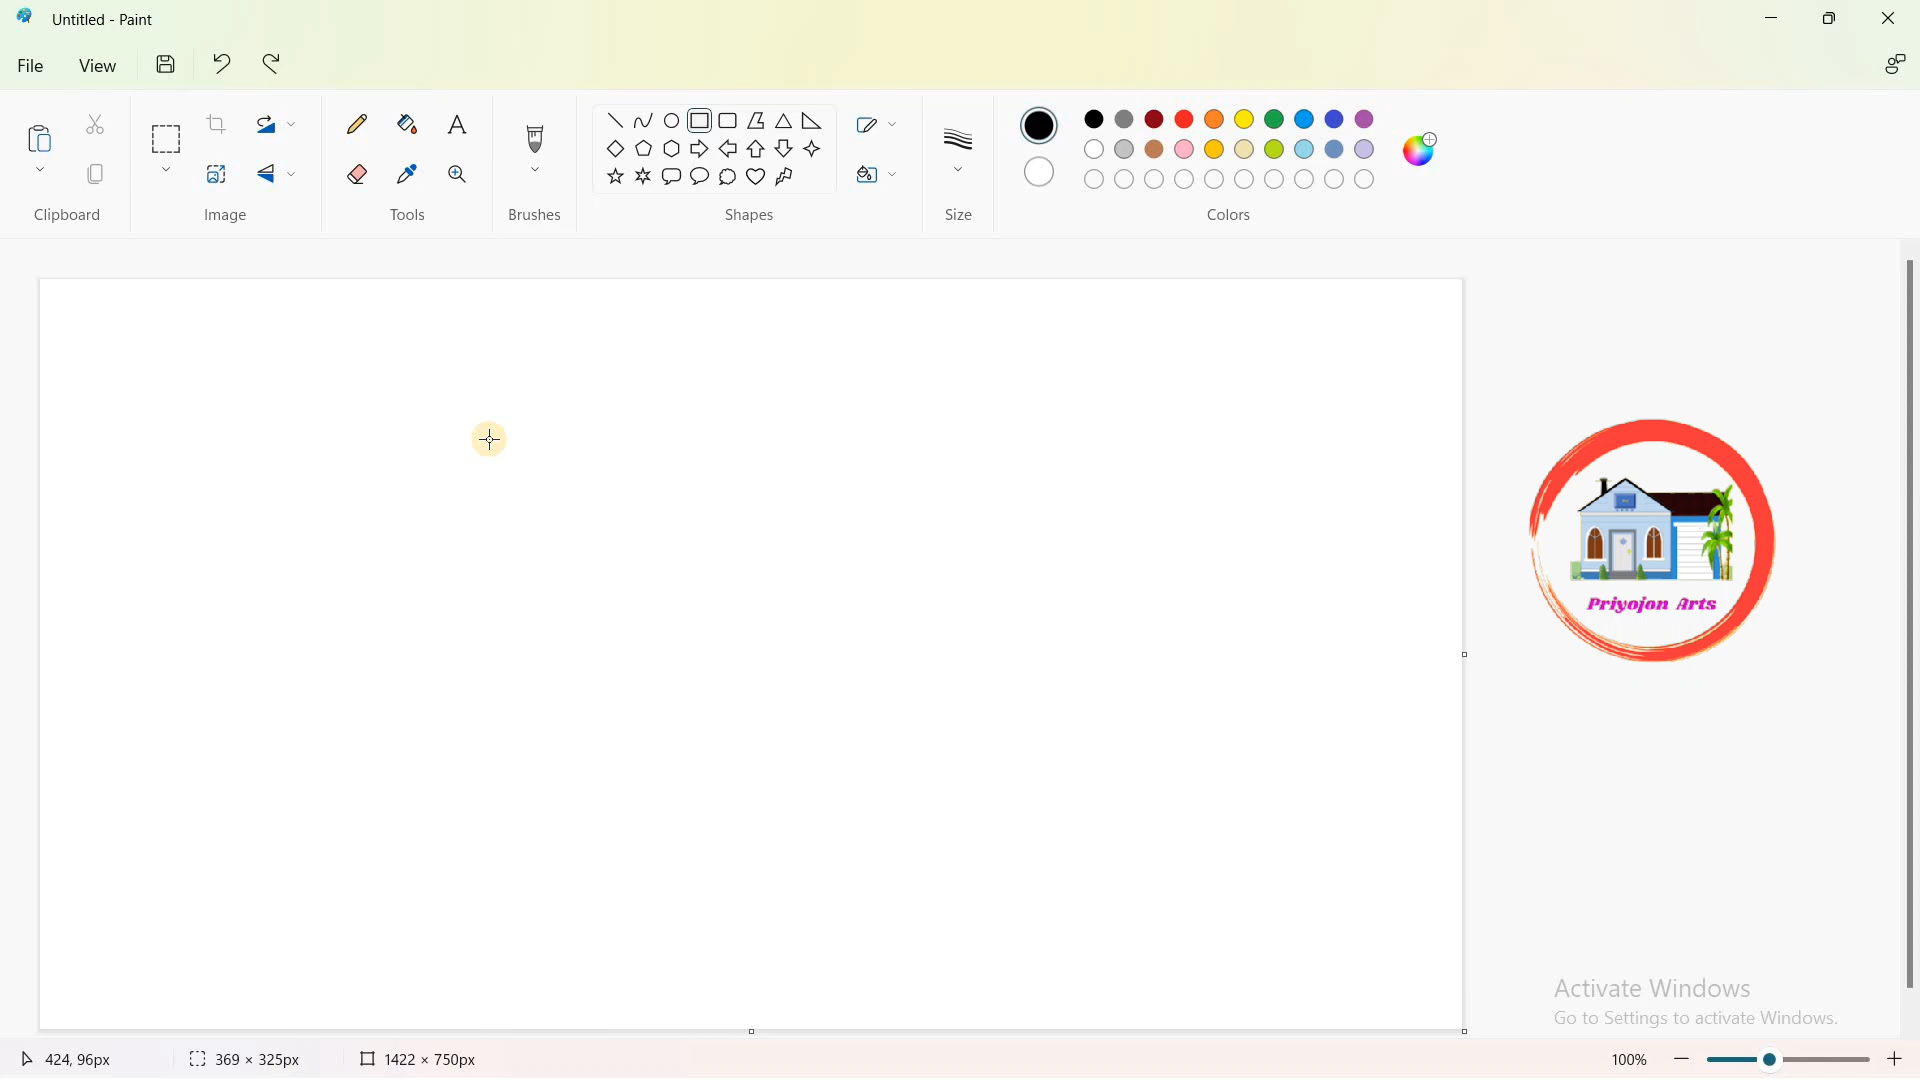 Untitled - Paint
File View
Clipboard Image Tools Brushes Shapes Size Colors
Priyojon Arts
Activate Windows
Go to Settings to activate Windows.
424, 96px 369 × 325px 1422 × 750px 100%